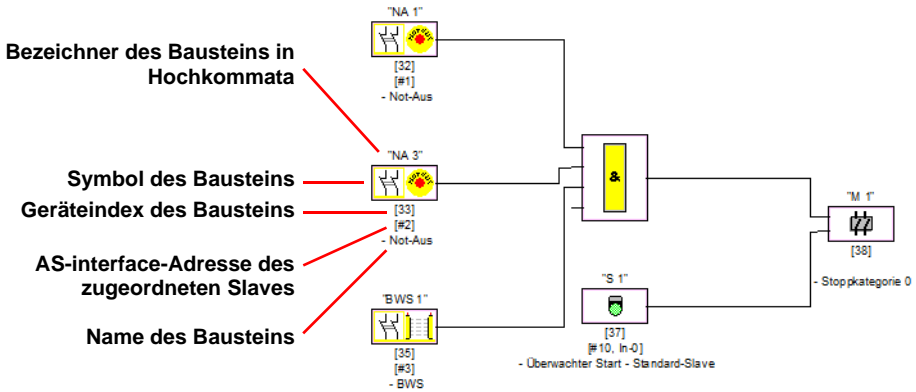 Bezeichner des Bausteins in
Hochkommata
Symbol des Bausteins
Geräteindex des Bausteins
AS-interface-Adresse des
zugeordneten Slaves
Name des Bausteins
"NA 1"
[32]
[#1]
- Not-Aus
"NA 3"
[33]
[#2]
- Not-Aus
"BWS 1"
[35]
[#3]
- BWS
&
"S 1"
[37]
[#10, In-0]
- Überwachter Start - Standard-Slave
"M 1"
[38]
- Stoppkategorie 0